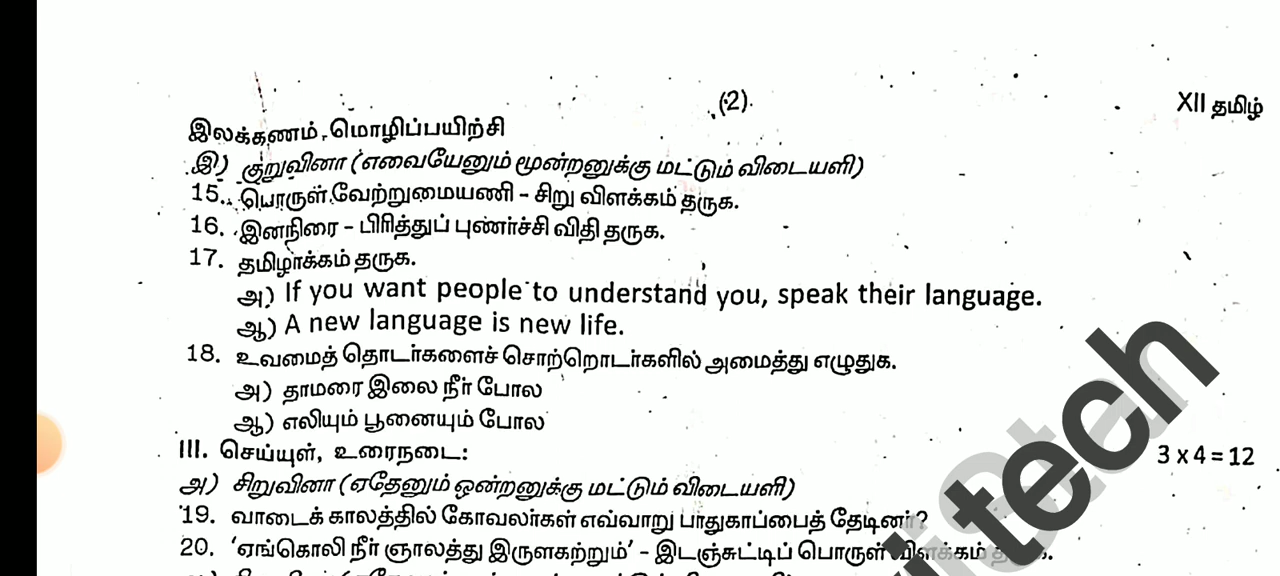 (2)
XII தமிழ்
இலக்கணம், மொழிப்பயிற்சி
இ) குறுவினா (எவையேனும் மூன்றனுக்கு மட்டும் விடையளி)
15. பொருள் வேற்றுமையணி - சிறு விளக்கம் தருக.
16. இனநிரை - பிரித்துப் புணர்ச்சி விதி தருக.
17. தமிழாக்கம் தருக.
அ) If you want people to understand you, speak their language.
ஆ) A new language is new life.
18. உவமைத் தொடர்களைச் சொற்றொடர்களில் அமைத்து எழுதுக.
அ) தாமரை இலை நீர் போல
ஆ) எலியும் பூனையும் போல
III. செய்யுள், உரைநடை:
3 x 4 = 12
அ) சிறுவினா (ஏதேனும் ஒன்றனுக்கு மட்டும் விடையளி)
19. வாடைக் காலத்தில் கோவலர்கள் எவ்வாறு பாதுகாப்பைத் தேடினர்?
20. 'ஏங்கொலி நீர் ஞாலத்து இருளகற்றும்' - இடஞ்சுட்டிப் பொருள் விளக்கம்
tech